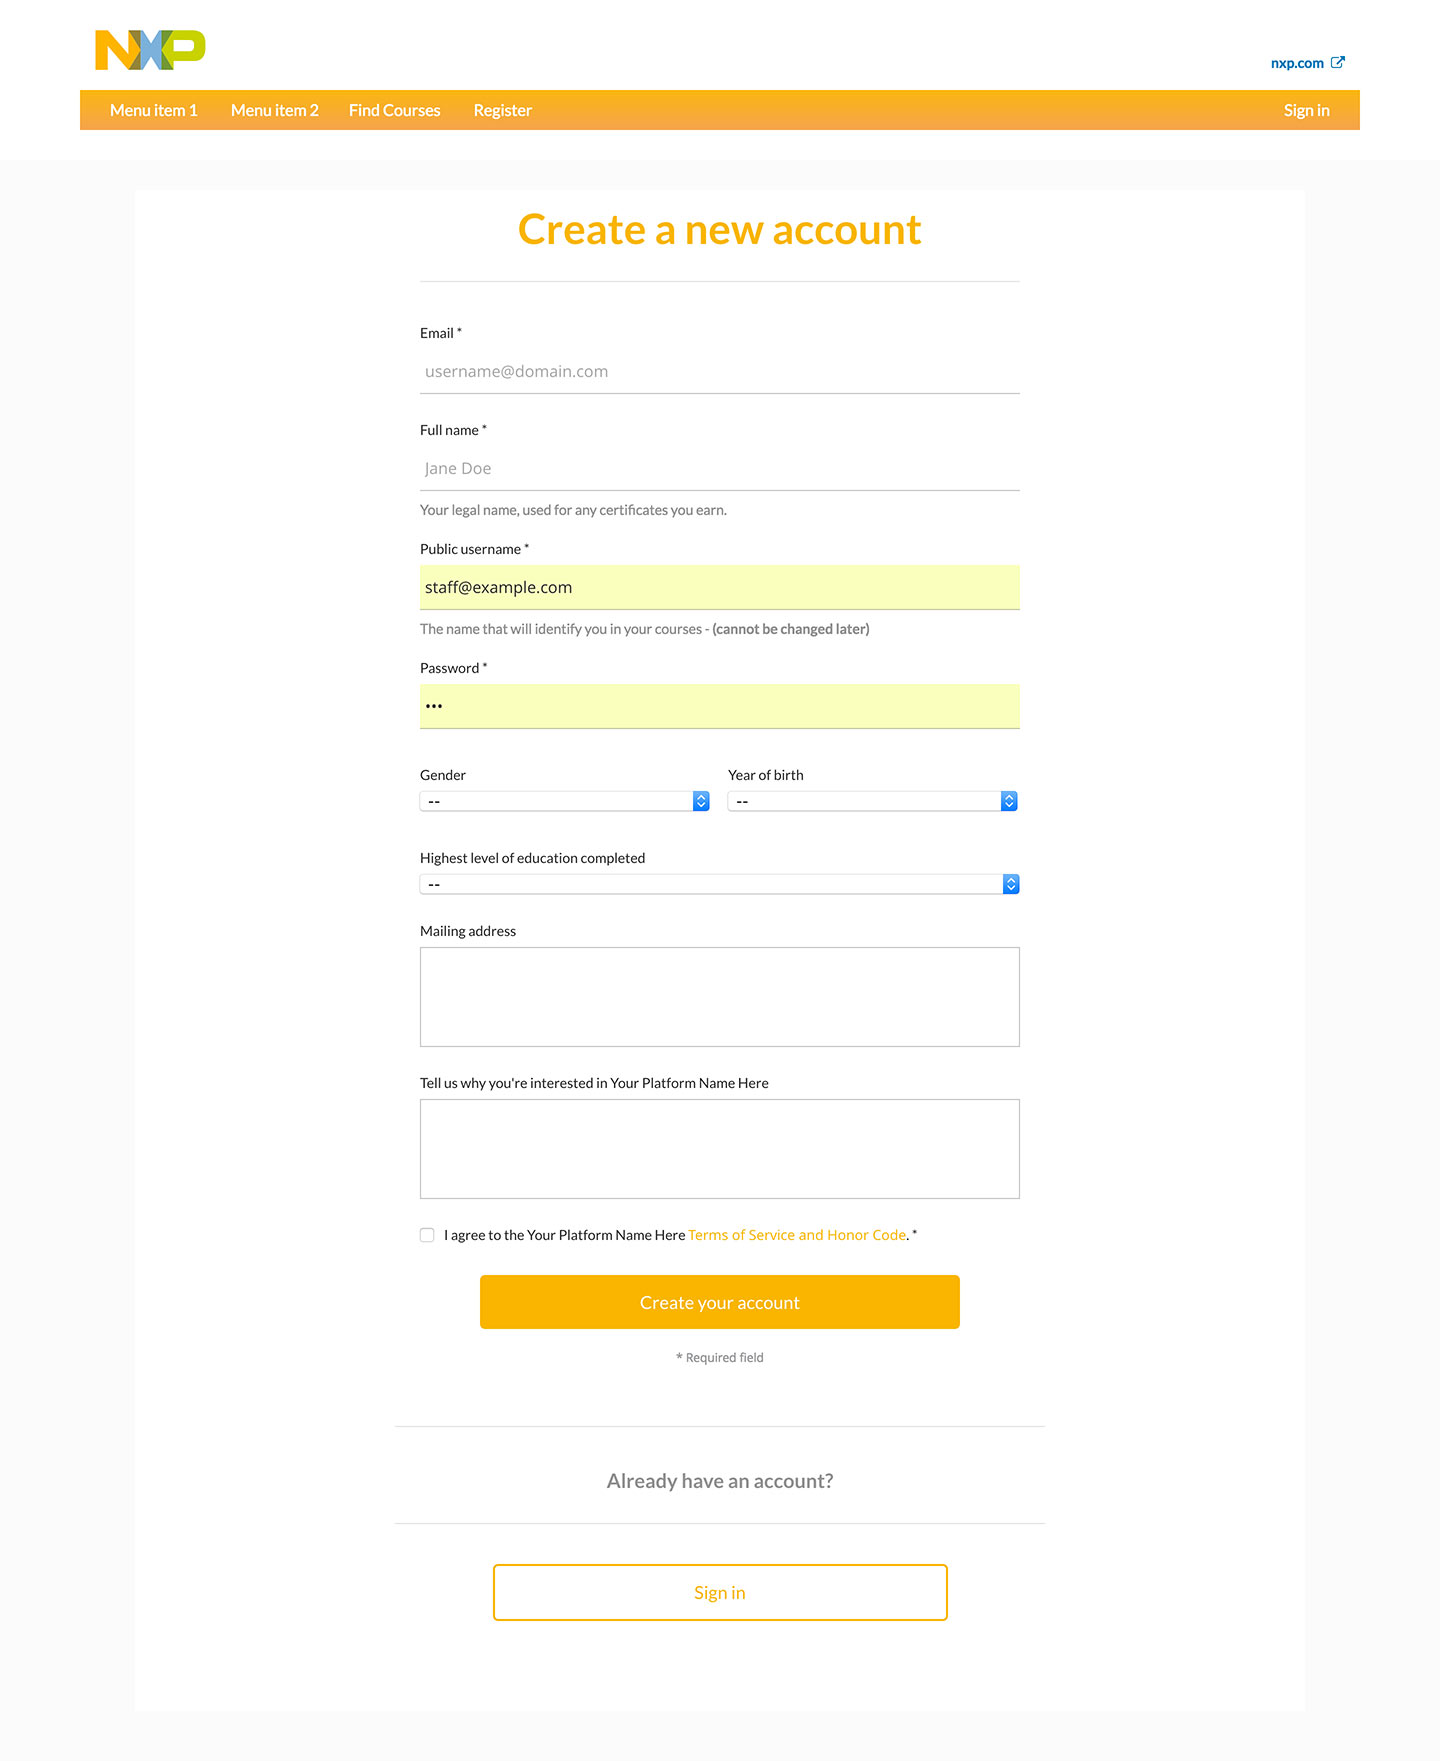 NXP
nxp.com
Menu item 1 Menu item 2 Find Courses Register Sign in
Create a new account
Email *
username@domain.com
Full name *
Jane Doe
Your legal name, used for any certificates you earn.
Public username *
staff@example.com
The name that will identify you in your courses - (cannot be changed later)
Password *
•••
Gender Year of birth
-- --
Highest level of education completed
--
Mailing address
Tell us why you're interested in Your Platform Name Here
I agree to the Your Platform Name Here Terms of Service and Honor Code. *
Create your account
* Required field
Already have an account?
Sign in